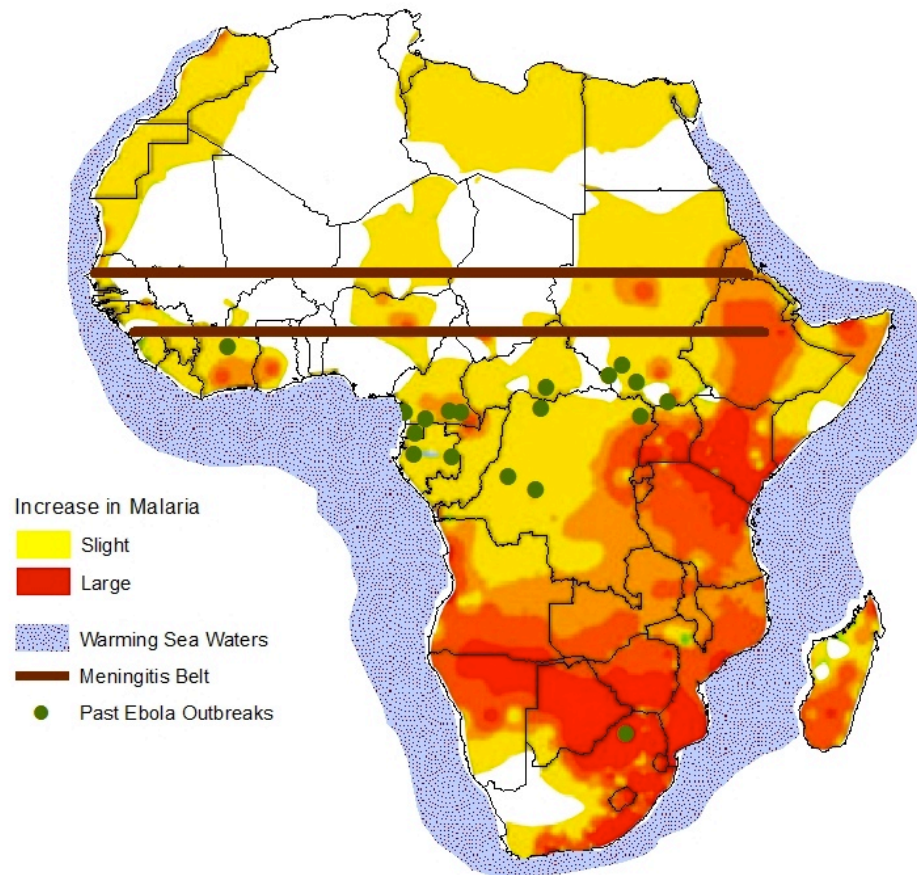 Increase in Malaria
Slight
Large
Warming Sea Waters
Meningitis Belt
Past Ebola Outbreaks